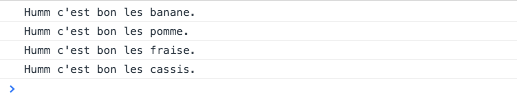 Humm c'est bon les banane.
Humm c'est bon les pomme.
Humm c'est bon les fraise.
Humm c'est bon les cassis.